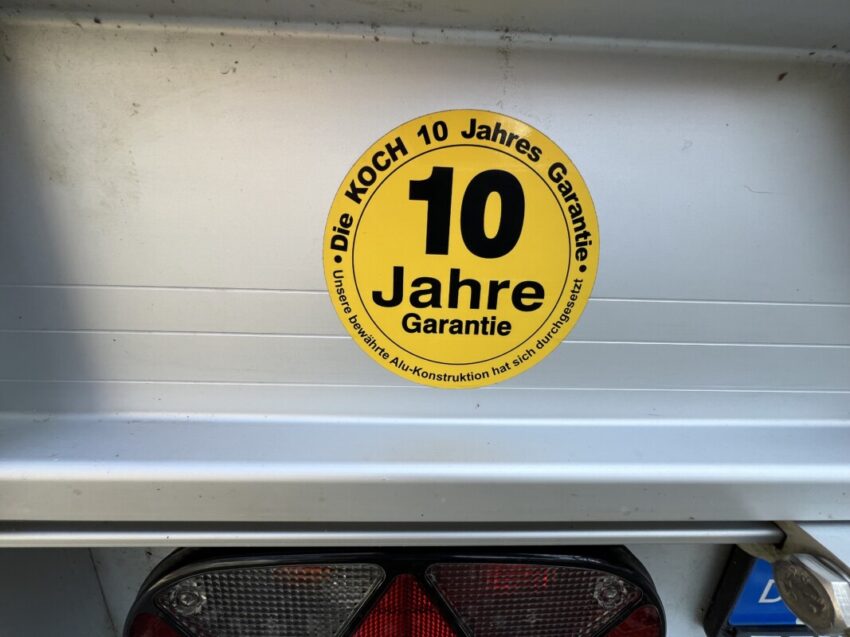 Die KOCH 10 Jahres Garantie
10
Jahre
Garantie
Unsere bewährte Alu-Konstruktion hat sich durchgesetzt
D